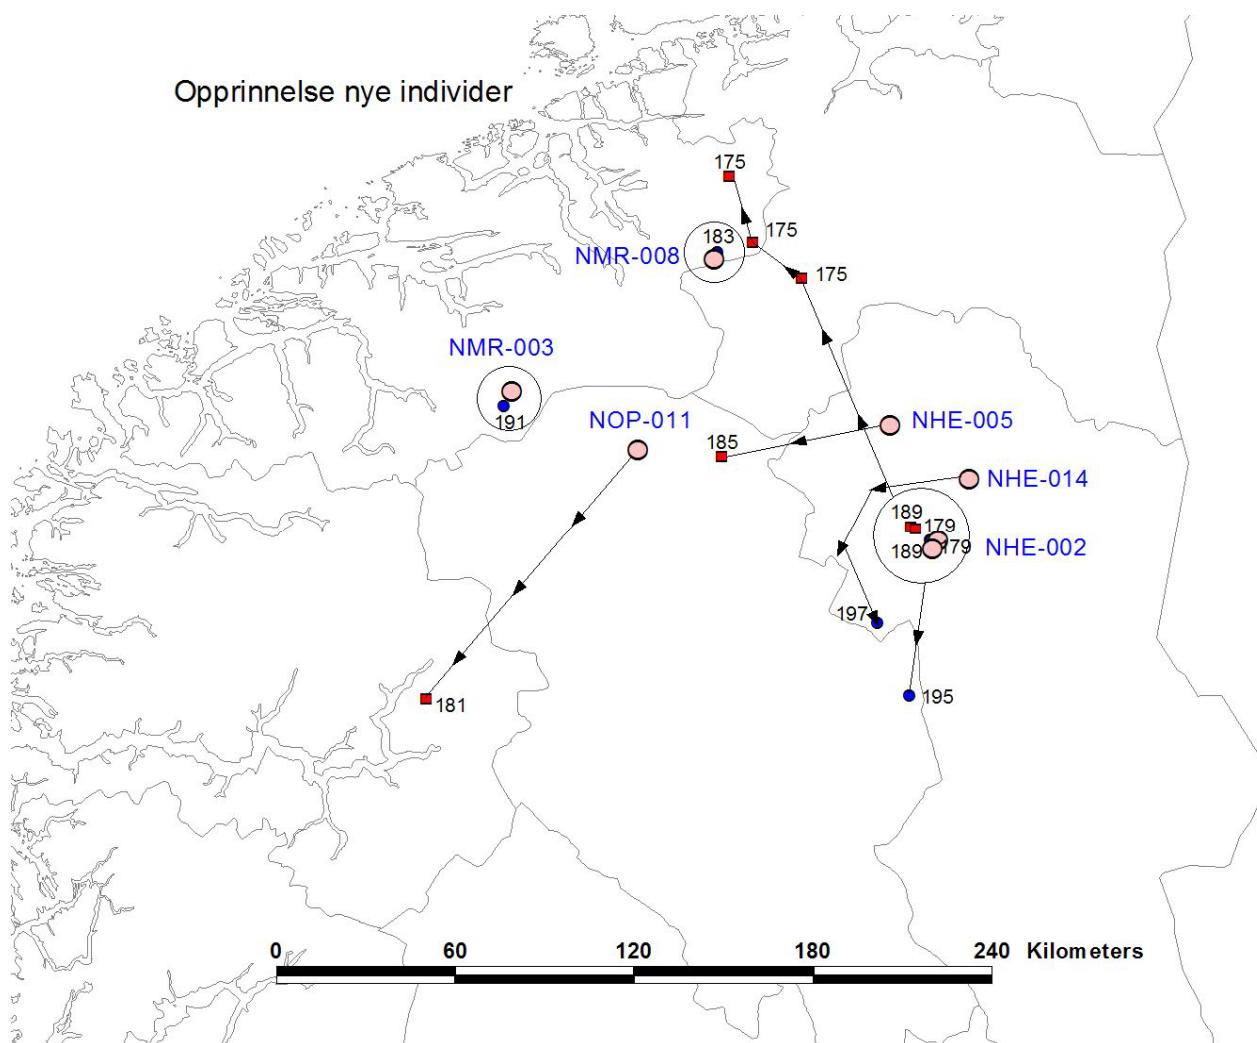 Opprinnelse nye individer
175
175
183
NMR-008
175
NMR-003
191
NOP-011
NHE-005
185
NHE-014
189
179
189
179
NHE-002
197
195
181
0 60 120 180 240 Kilometers